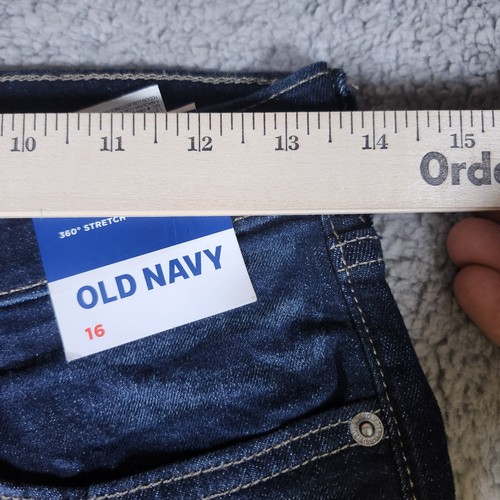 10 11 12 13 14 15
Orde
360° STRETCH
OLD NAVY
16